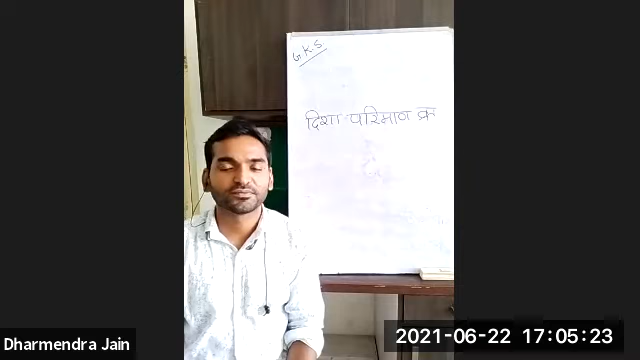 G.K.S.
दिशा परिमाण क्र
Dharmendra Jain
2021-06-22 17:05:23